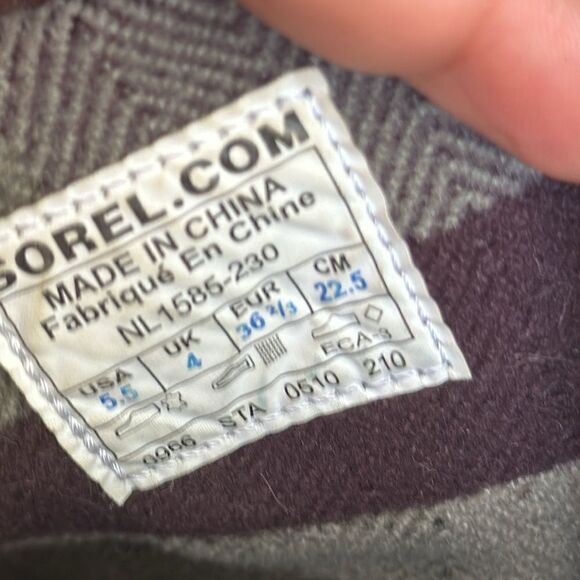 SOREL.COM
MADE IN CHINA
Fabriqué En Chine
NL1585-230
USA UK EUR CM
5.5 4 36 2/3 22.5
ECA-3
0966 STA 0510 210